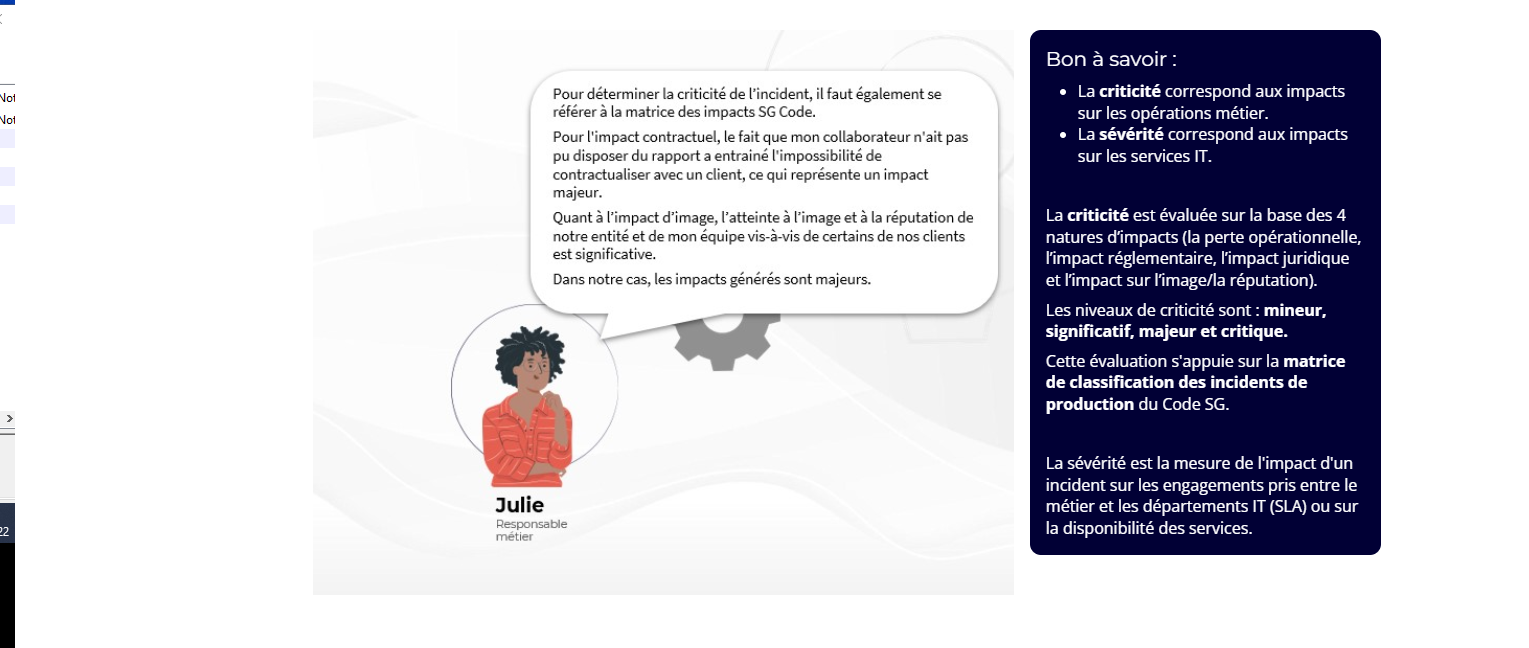 Not
Not
22
Pour déterminer la criticité de l’incident, il faut également se
référer à la matrice des impacts SG Code.
Pour l'impact contractuel, le fait que mon collaborateur n'ait pas
pu disposer du rapport a entrainé l'impossibilité de
contractualiser avec un client, ce qui représente un impact
majeur.
Quant à l’impact d’image, l’atteinte à l’image et à la réputation de
notre entité et de mon équipe vis-à-vis de certains de nos clients
est significative.
Dans notre cas, les impacts générés sont majeurs.
Julie
Responsable
métier
Bon à savoir :
• La criticité correspond aux impacts
sur les opérations métier.
• La sévérité correspond aux impacts
sur les services IT.
La criticité est évaluée sur la base des 4
natures d’impacts (la perte opérationnelle,
l’impact réglementaire, l’impact juridique
et l’impact sur l’image/la réputation).
Les niveaux de criticité sont : mineur,
significatif, majeur et critique.
Cette évaluation s'appuie sur la matrice
de classification des incidents de
production du Code SG.
La sévérité est la mesure de l'impact d'un
incident sur les engagements pris entre le
métier et les départements IT (SLA) ou sur
la disponibilité des services.